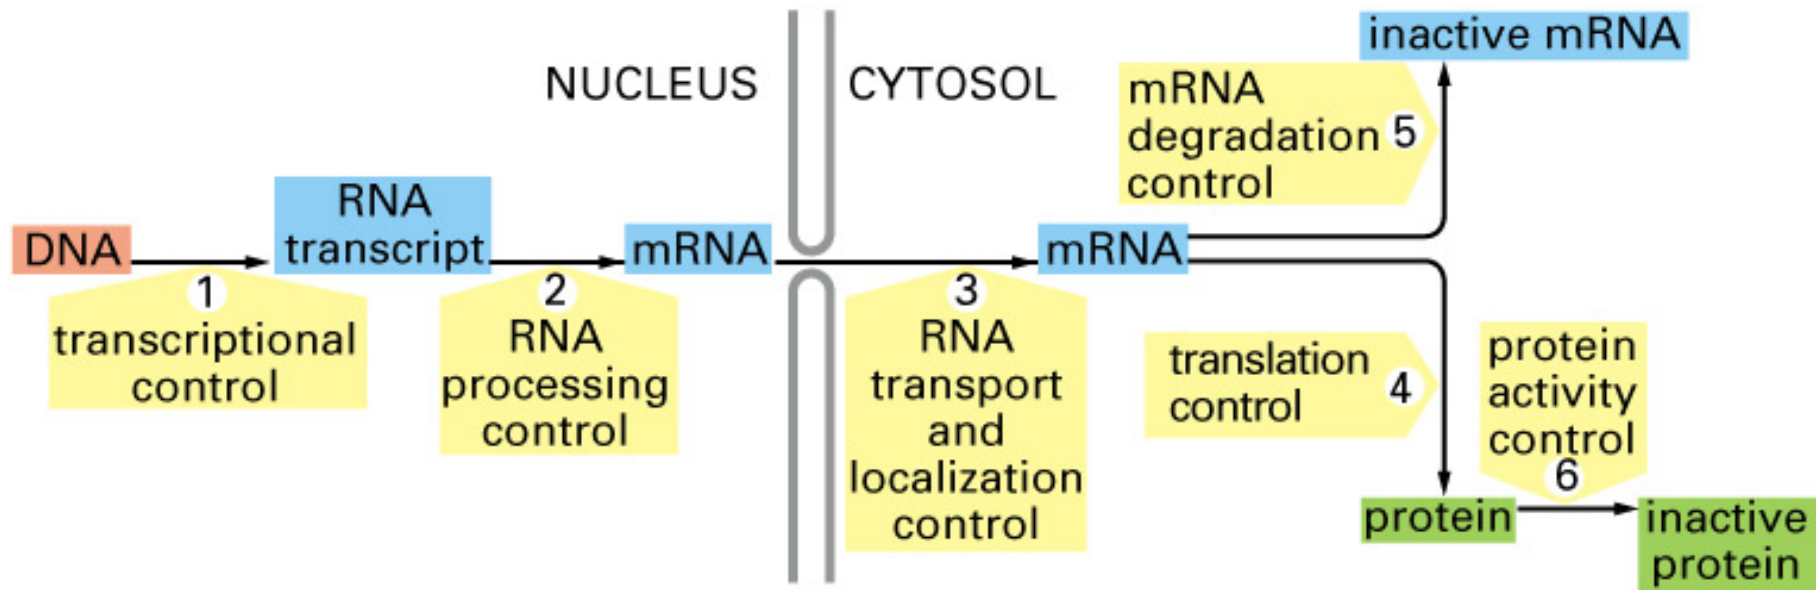 NUCLEUS
CYTOSOL
DNA
1
transcriptional
control
RNA
transcript
2
RNA
processing
control
mRNA
3
RNA
transport
and
localization
control
mRNA
mRNA
degradation 5
control
inactive mRNA
translation
control
4
protein
protein
activity
control
6
inactive
protein